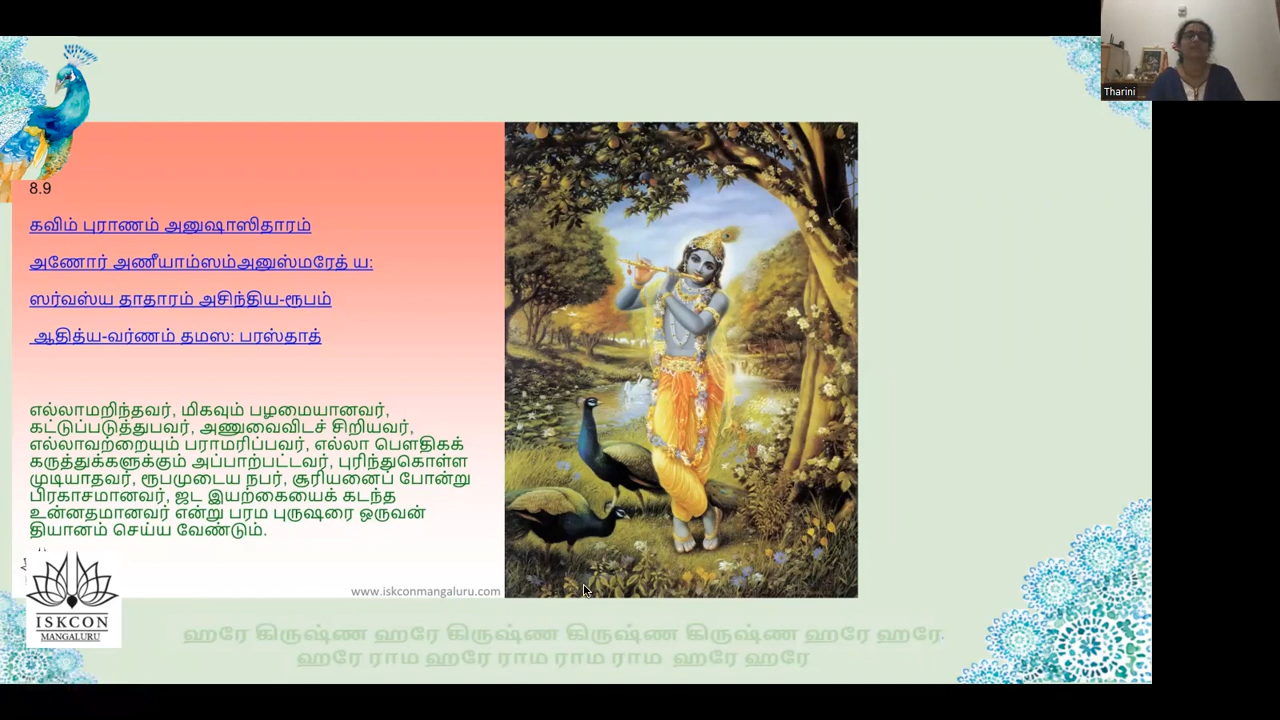 Tharini
8.9
கவிம் புராணம் அனுஷாஸிதாரம்
அணோர் அணீயாம்ஸம்அனுஸ்மரேத் ய:
ஸர்வஸ்ய தாதாரம் அசிந்திய-ரூபம்
ஆதித்ய-வர்ணம் தமஸ: பரஸ்தாத்
எல்லாமறிந்தவர், மிகவும் பழமையானவர்,
கட்டுப்படுத்துபவர், அணுவைவிடச் சிறியவர்,
எல்லாவற்றையும் பராமரிப்பவர், எல்லா பௌதிகக்
கருத்துக்களுக்கும் அப்பாற்பட்டவர், புரிந்துகொள்ள
முடியாதவர், ரூபமுடைய நபர், சூரியனைப் போன்று
பிரகாசமானவர், ஜட இயற்கையைக் கடந்த
உன்னதமானவர் என்று பரம புருஷரை ஒருவன்
தியானம் செய்ய வேண்டும்.
www.iskconmangaluru.com
ISKCON
MANGALURU
ஹரே கிருஷ்ண ஹரே கிருஷ்ண கிருஷ்ண கிருஷ்ண ஹரே ஹரே
ஹரே ராம ஹரே ராம ராம ராம ஹரே ஹரே